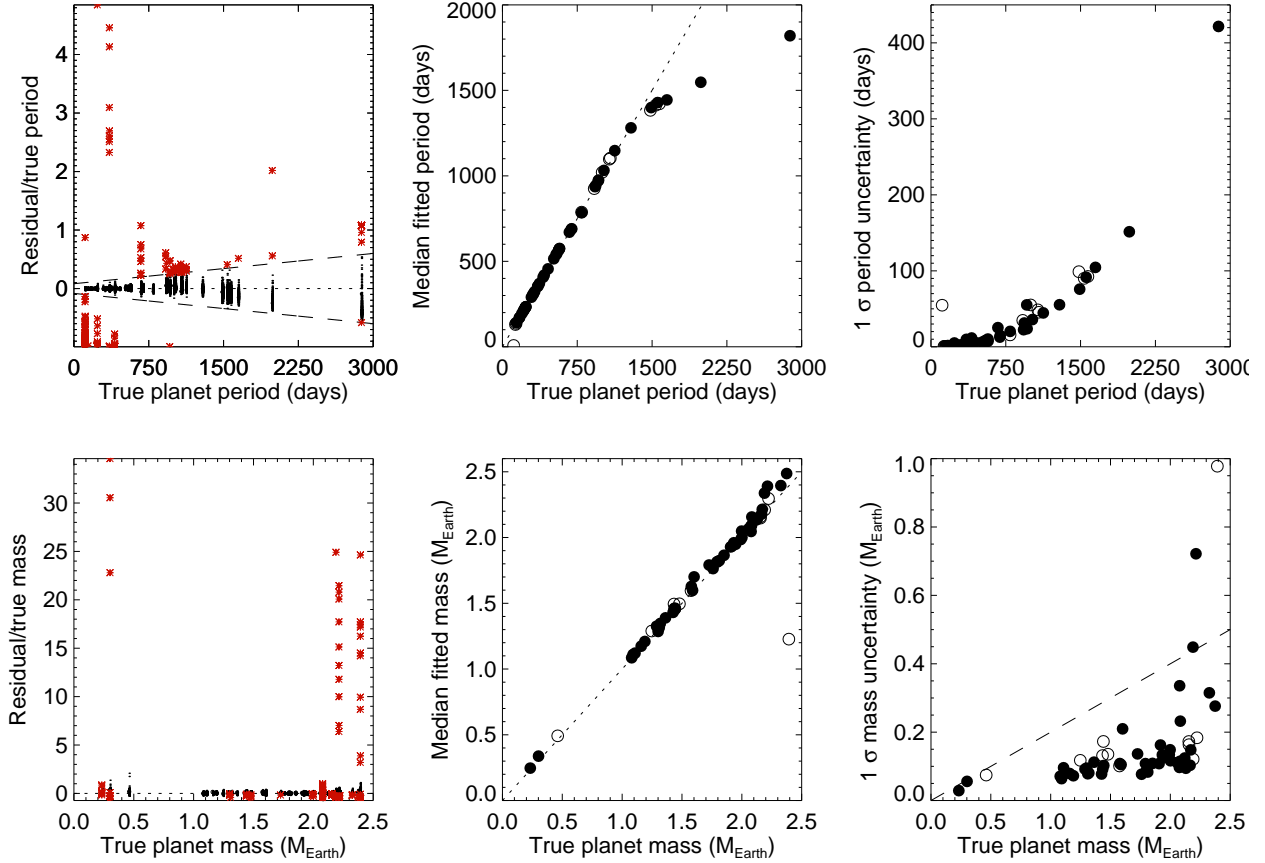 4
3
2
1
0
Residual/true period
0 750 1500 2250 3000
True planet period (days)
2000
1500
1000
500
0
Median fitted period (days)
0 750 1500 2250 3000
True planet period (days)
400
300
200
100
0
1 σ period uncertainty (days)
0 750 1500 2250 3000
True planet period (days)
30
25
20
15
10
5
0
Residual/true mass
0.0 0.5 1.0 1.5 2.0 2.5
True planet mass (M_Earth)
2.5
2.0
1.5
1.0
0.5
0.0
Median fitted mass (M_Earth)
0.0 0.5 1.0 1.5 2.0 2.5
True planet mass (M_Earth)
1.0
0.8
0.6
0.4
0.2
0.0
1 σ mass uncertainty (M_Earth)
0.0 0.5 1.0 1.5 2.0 2.5
True planet mass (M_Earth)